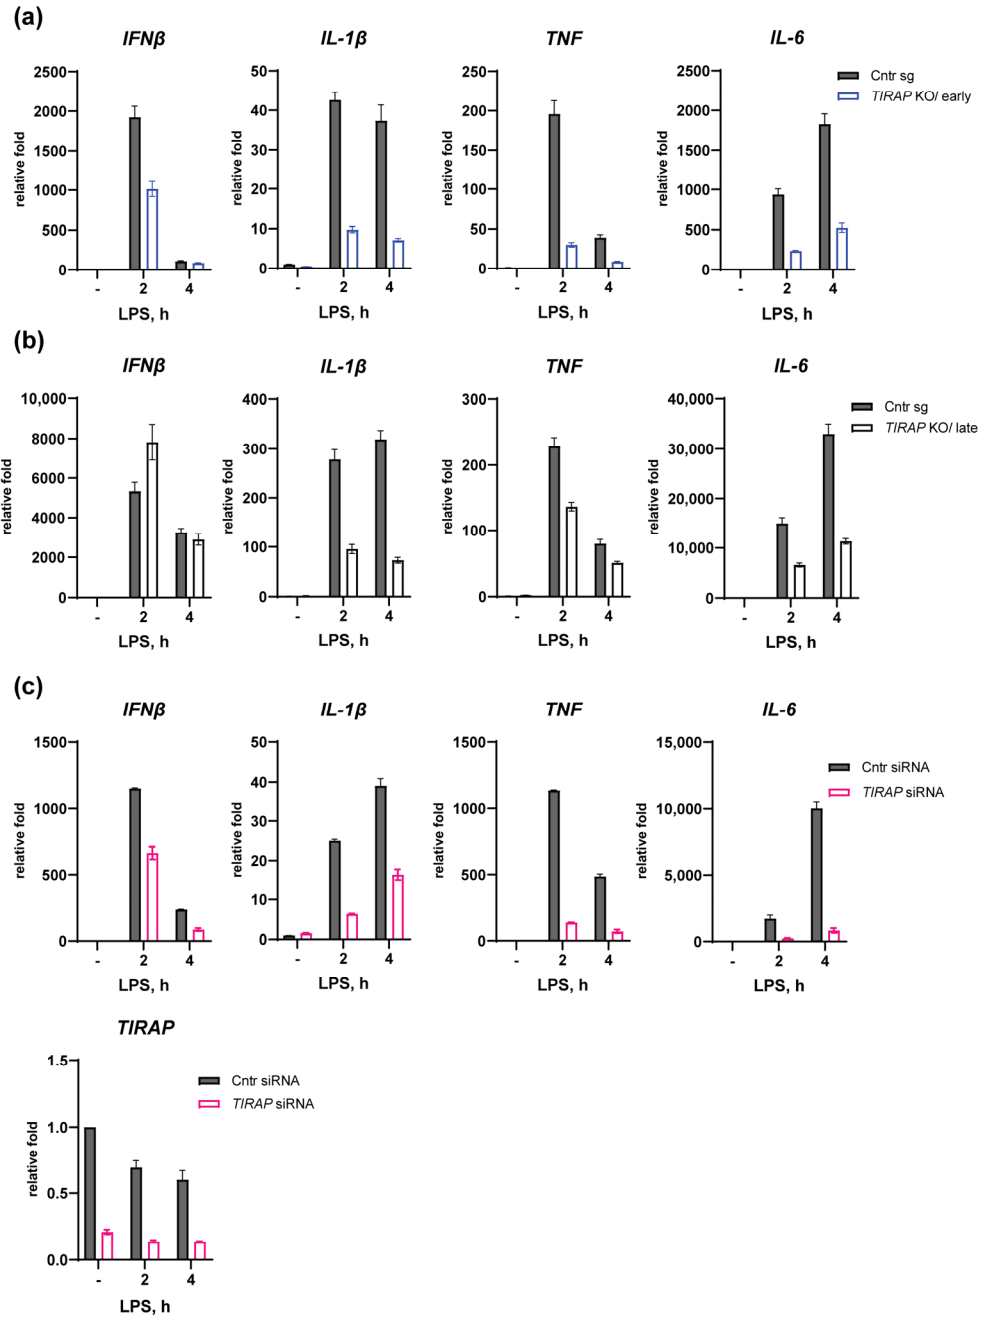 (a)
IFNβ
IL-1β
TNF
IL-6
relative fold
2500
2000
1500
1000
500
0
-
2
4
LPS, h
relative fold
50
40
30
20
10
0
-
2
4
LPS, h
relative fold
250
200
150
100
50
0
-
2
4
LPS, h
relative fold
2500
2000
1500
1000
500
0
-
2
4
LPS, h
Cntr sg
TIRAP KO/ early
(b)
IFNβ
IL-1β
TNF
IL-6
relative fold
10,000
8000
6000
4000
2000
0
-
2
4
LPS, h
relative fold
400
300
200
100
0
-
2
4
LPS, h
relative fold
300
200
100
0
-
2
4
LPS, h
relative fold
40,000
30,000
20,000
10,000
0
-
2
4
LPS, h
Cntr sg
TIRAP KO/ late
(c)
IFNβ
IL-1β
TNF
IL-6
relative fold
1500
1000
500
0
-
2
4
LPS, h
relative fold
50
40
30
20
10
0
-
2
4
LPS, h
relative fold
1500
1000
500
0
-
2
4
LPS, h
relative fold
15,000
10,000
5,000
0
-
2
4
LPS, h
Cntr siRNA
TIRAP siRNA
TIRAP
relative fold
1.5
1.0
0.5
0.0
-
2
4
LPS, h
Cntr siRNA
TIRAP siRNA